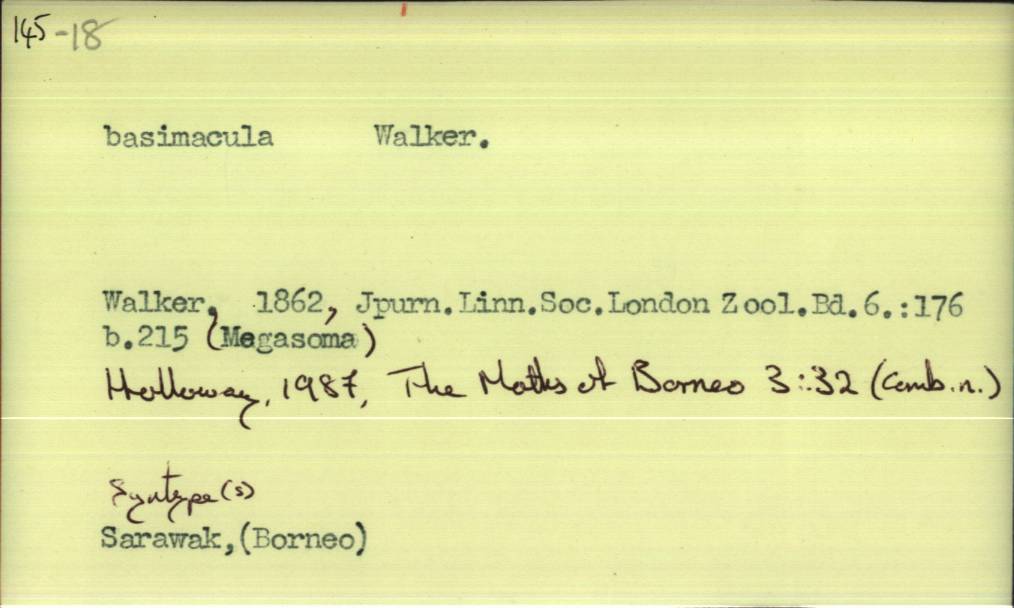 145-18
basimacula Walker.
Walker, 1862, Jpurn.Linn.Soc.London Zool.Bd.6.:176
b.215 (Megasoma)
Holloway, 1987, The Moths of Borneo 3:32 (Comb.n.)
Syntype(s)
Sarawak,(Borneo)